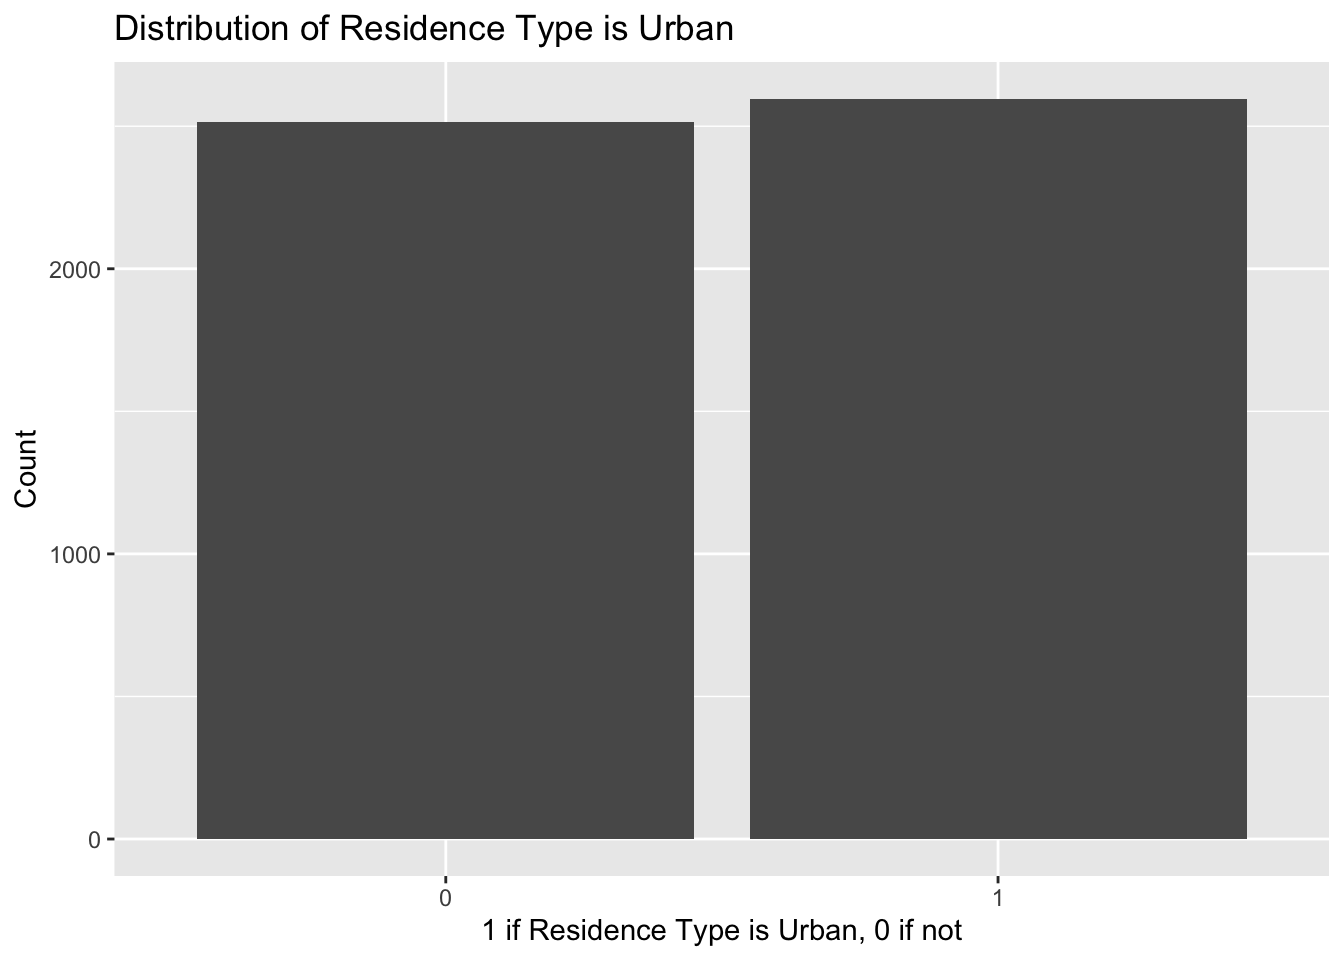 Distribution of Residence Type is Urban
Count
2000
1000
0
0
1
1 if Residence Type is Urban, 0 if not